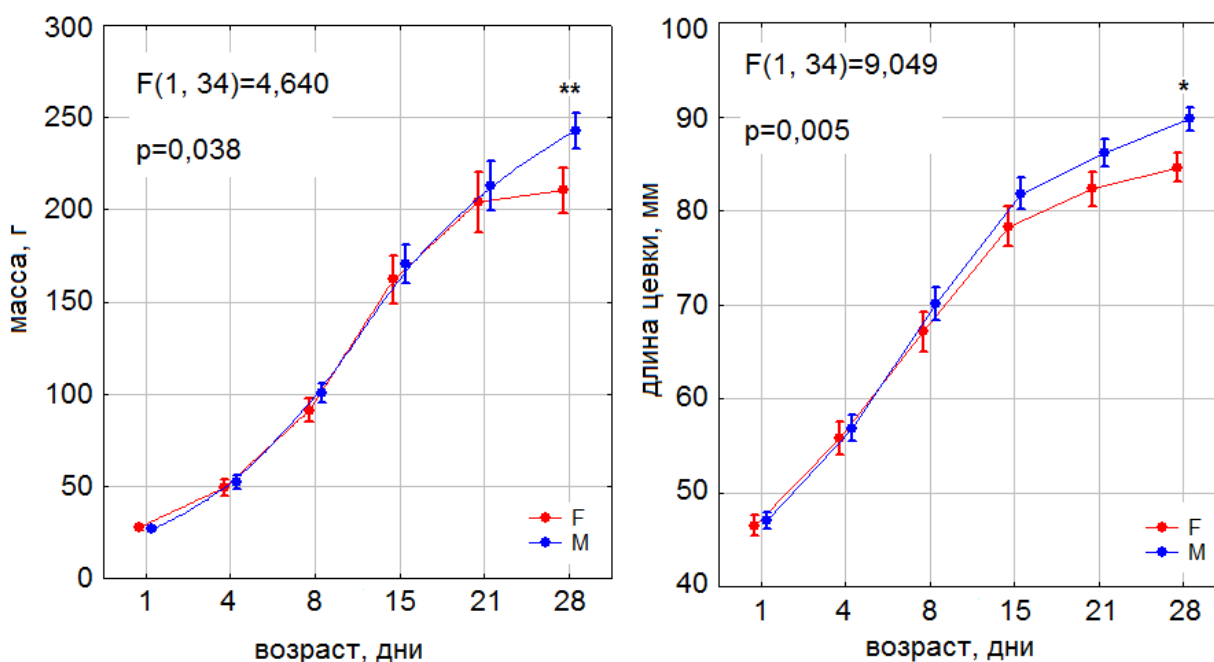 300
250
200
150
100
50
0
масса, г
F(1, 34)=4,640
p=0,038
**
F
M
1 4 8 15 21 28
возраст, дни
100
90
80
70
60
50
40
длина цевки, мм
F(1, 34)=9,049
p=0,005
*
F
M
1 4 8 15 21 28
возраст, дни